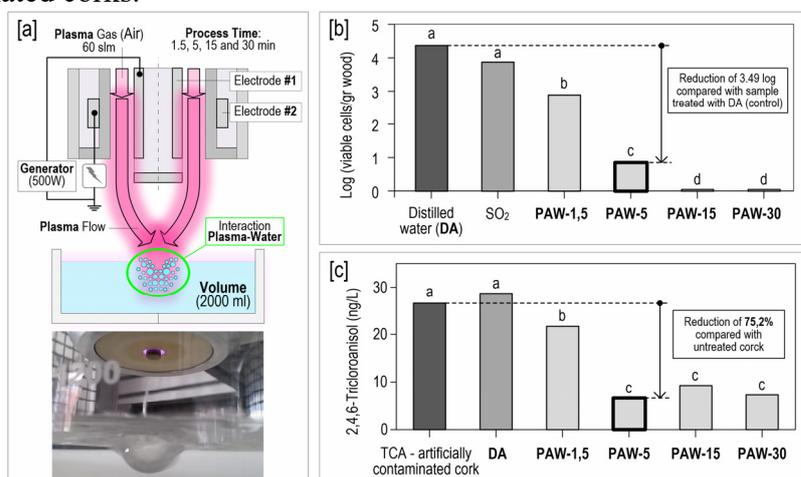 ated corks.
[a]
Plasma Gas (Air)
60 slm
Process Time:
1.5, 5, 15 and 30 min
Electrode #1
Electrode #2
Generator
(500W)
Plasma Flow
Interaction
Plasma-Water
Volume
(2000 ml)
1200
[b]
Log (viable cells/gr wood)
5
4
3
2
1
0
a
a
b
c
d
d
Reduction of 3.49 log
compared with sample
treated with DA (control)
Distilled
water (DA)
SO₂
PAW-1,5
PAW-5
PAW-15
PAW-30
[c]
2,4,6-Tricloroanisol (ng/L)
30
20
10
0
a
a
b
c
c
c
Reduction of 75,2%
compared with
untreated corck
TCA - artificially
contaminated cork
DA
PAW-1,5
PAW-5
PAW-15
PAW-30